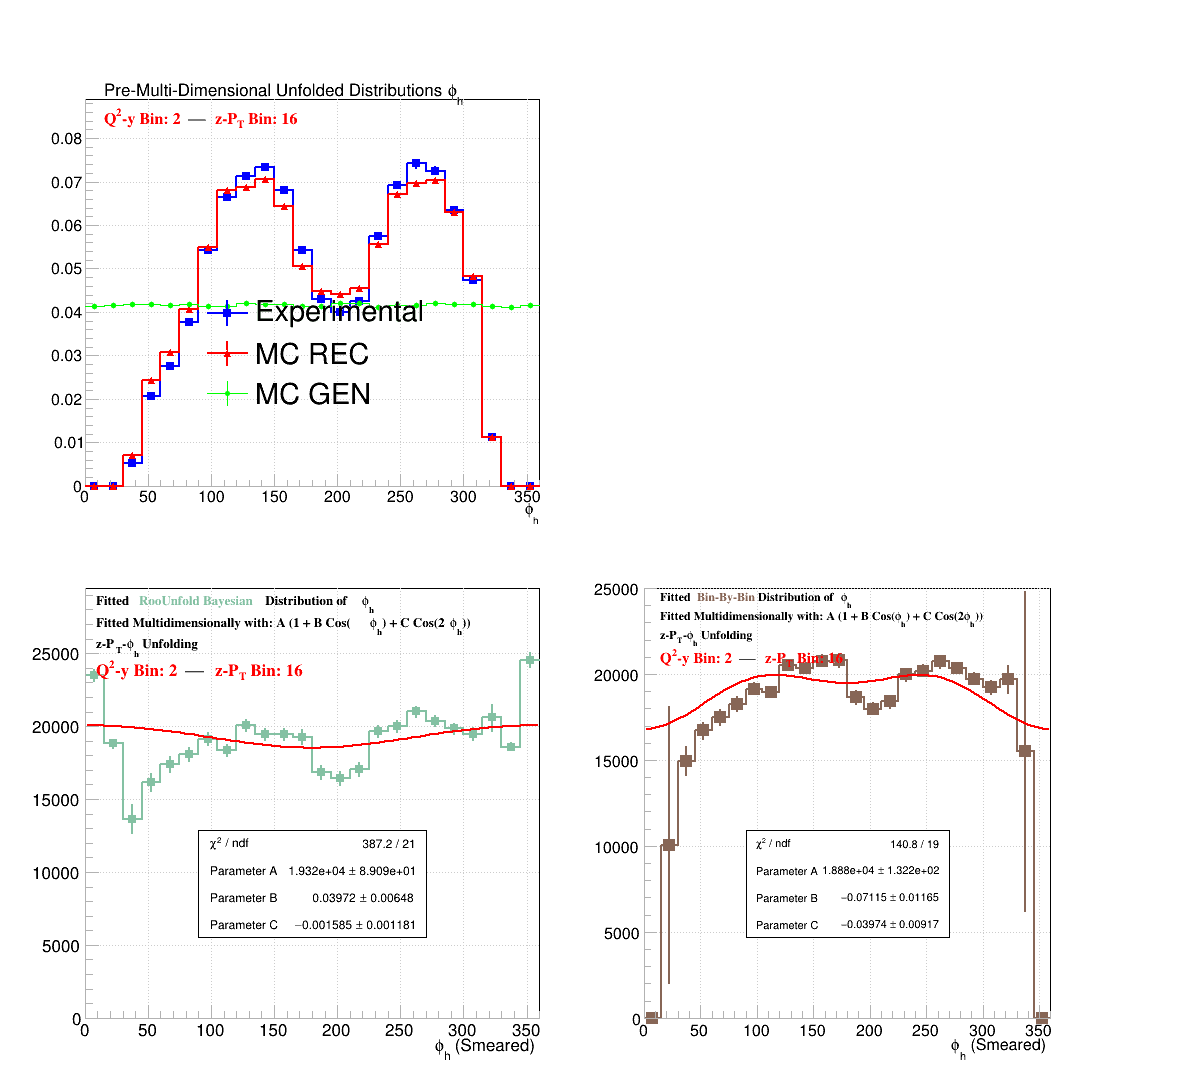 Pre-Multi-Dimensional Unfolded Distributions ϕh
Q2-y Bin: 2 — z-PT Bin: 16
0.08
0.07
0.06
0.05
0.04
0.03
0.02
0.01
0
Experimental
MC REC
MC GEN
0 50 100 150 200 250 300 350
ϕh
Fitted RooUnfold Bayesian Distribution of ϕh
Fitted Multidimensionally with: A (1 + B Cos( ϕh) + C Cos(2 ϕh))
z-PT-ϕh Unfolding
Q2-y Bin: 2 — z-PT Bin: 16
25000
20000
15000
10000
5000
0
χ2 / ndf 387.2 / 21
Parameter A 1.932e+04 ± 8.909e+01
Parameter B 0.03972 ± 0.00648
Parameter C −0.001585 ± 0.001181
0 50 100 150 200 250 300 350
ϕh (Smeared)
Fitted Bin-By-Bin Distribution of ϕh
Fitted Multidimensionally with: A (1 + B Cos(ϕh) + C Cos(2ϕh))
z-PT-ϕh Unfolding
Q2-y Bin: 2 — z-PT Bin: 16
25000
20000
15000
10000
5000
0
χ2 / ndf 140.8 / 19
Parameter A 1.888e+04 ± 1.322e+02
Parameter B −0.07115 ± 0.01165
Parameter C −0.03974 ± 0.00917
0 50 100 150 200 250 300 350
ϕh (Smeared)